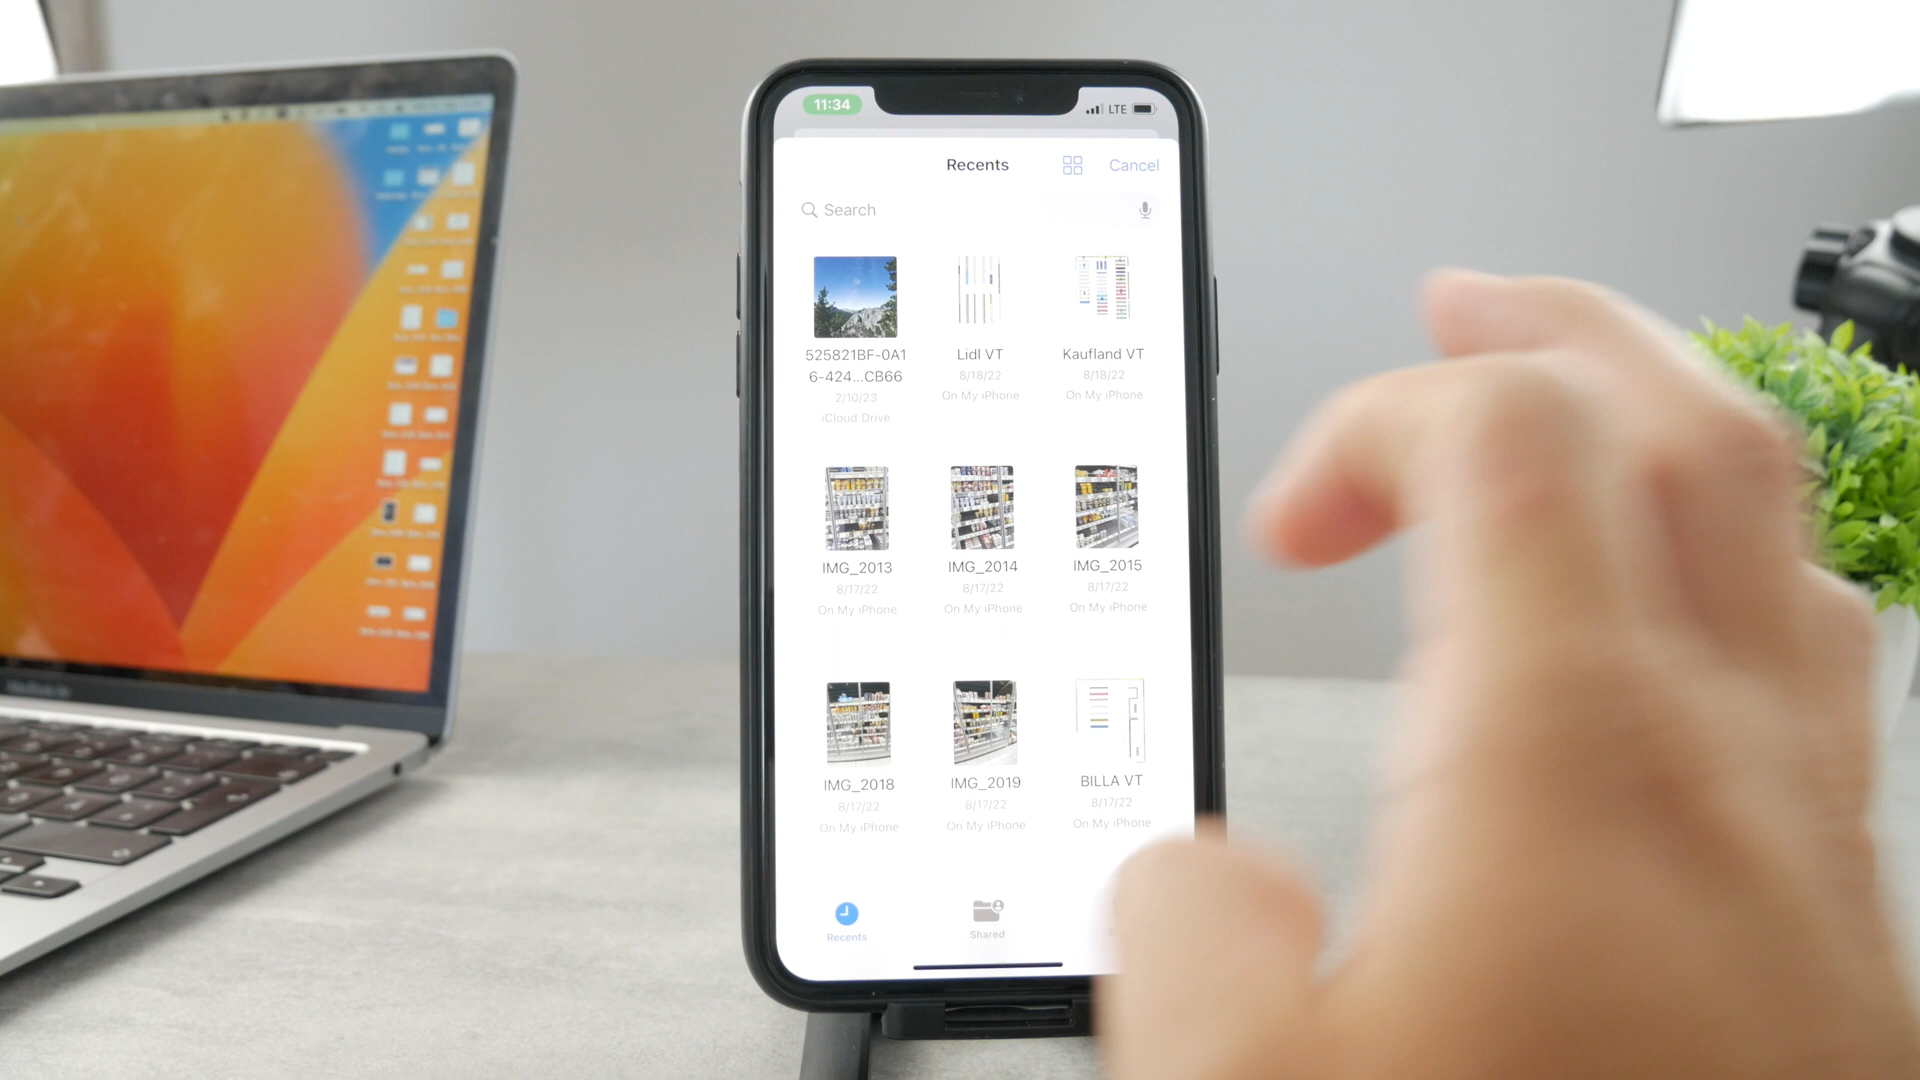 11:34
LTE
Recents
Cancel
Search
525821BF-0A1
6-424...CB66
2/10/23
iCloud Drive
Lidl VT
8/18/22
On My iPhone
Kaufland VT
8/18/22
On My iPhone
IMG_2013
8/17/22
On My iPhone
IMG_2014
8/17/22
On My iPhone
IMG_2015
8/17/22
On My iPhone
IMG_2018
8/17/22
On My iPhone
IMG_2019
8/17/22
On My iPhone
BILLA VT
8/17/22
On My iPhone
Recents
Shared